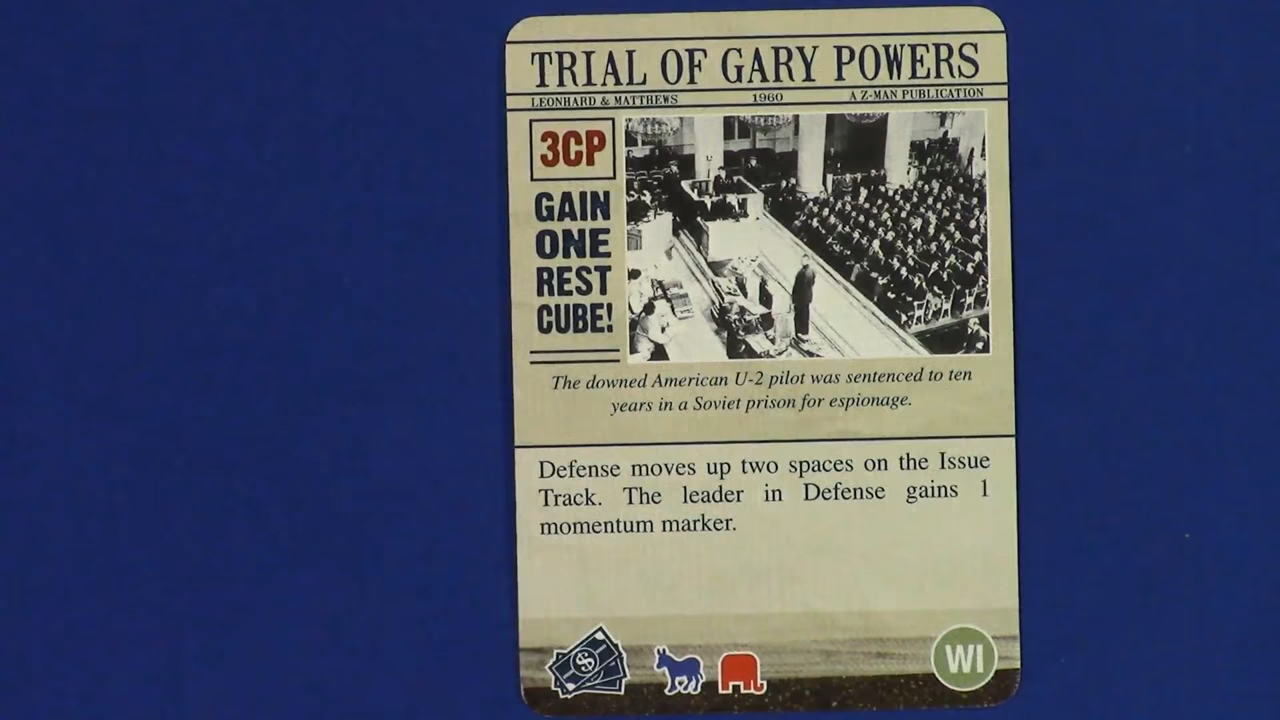 TRIAL OF GARY POWERS
LEONHARD & MATTHEWS 1960 A Z-MAN PUBLICATION
3CP
GAIN
ONE
REST
CUBE!
The downed American U-2 pilot was sentenced to ten
years in a Soviet prison for espionage.
Defense moves up two spaces on the Issue
Track. The leader in Defense gains 1
momentum marker.
$
WI